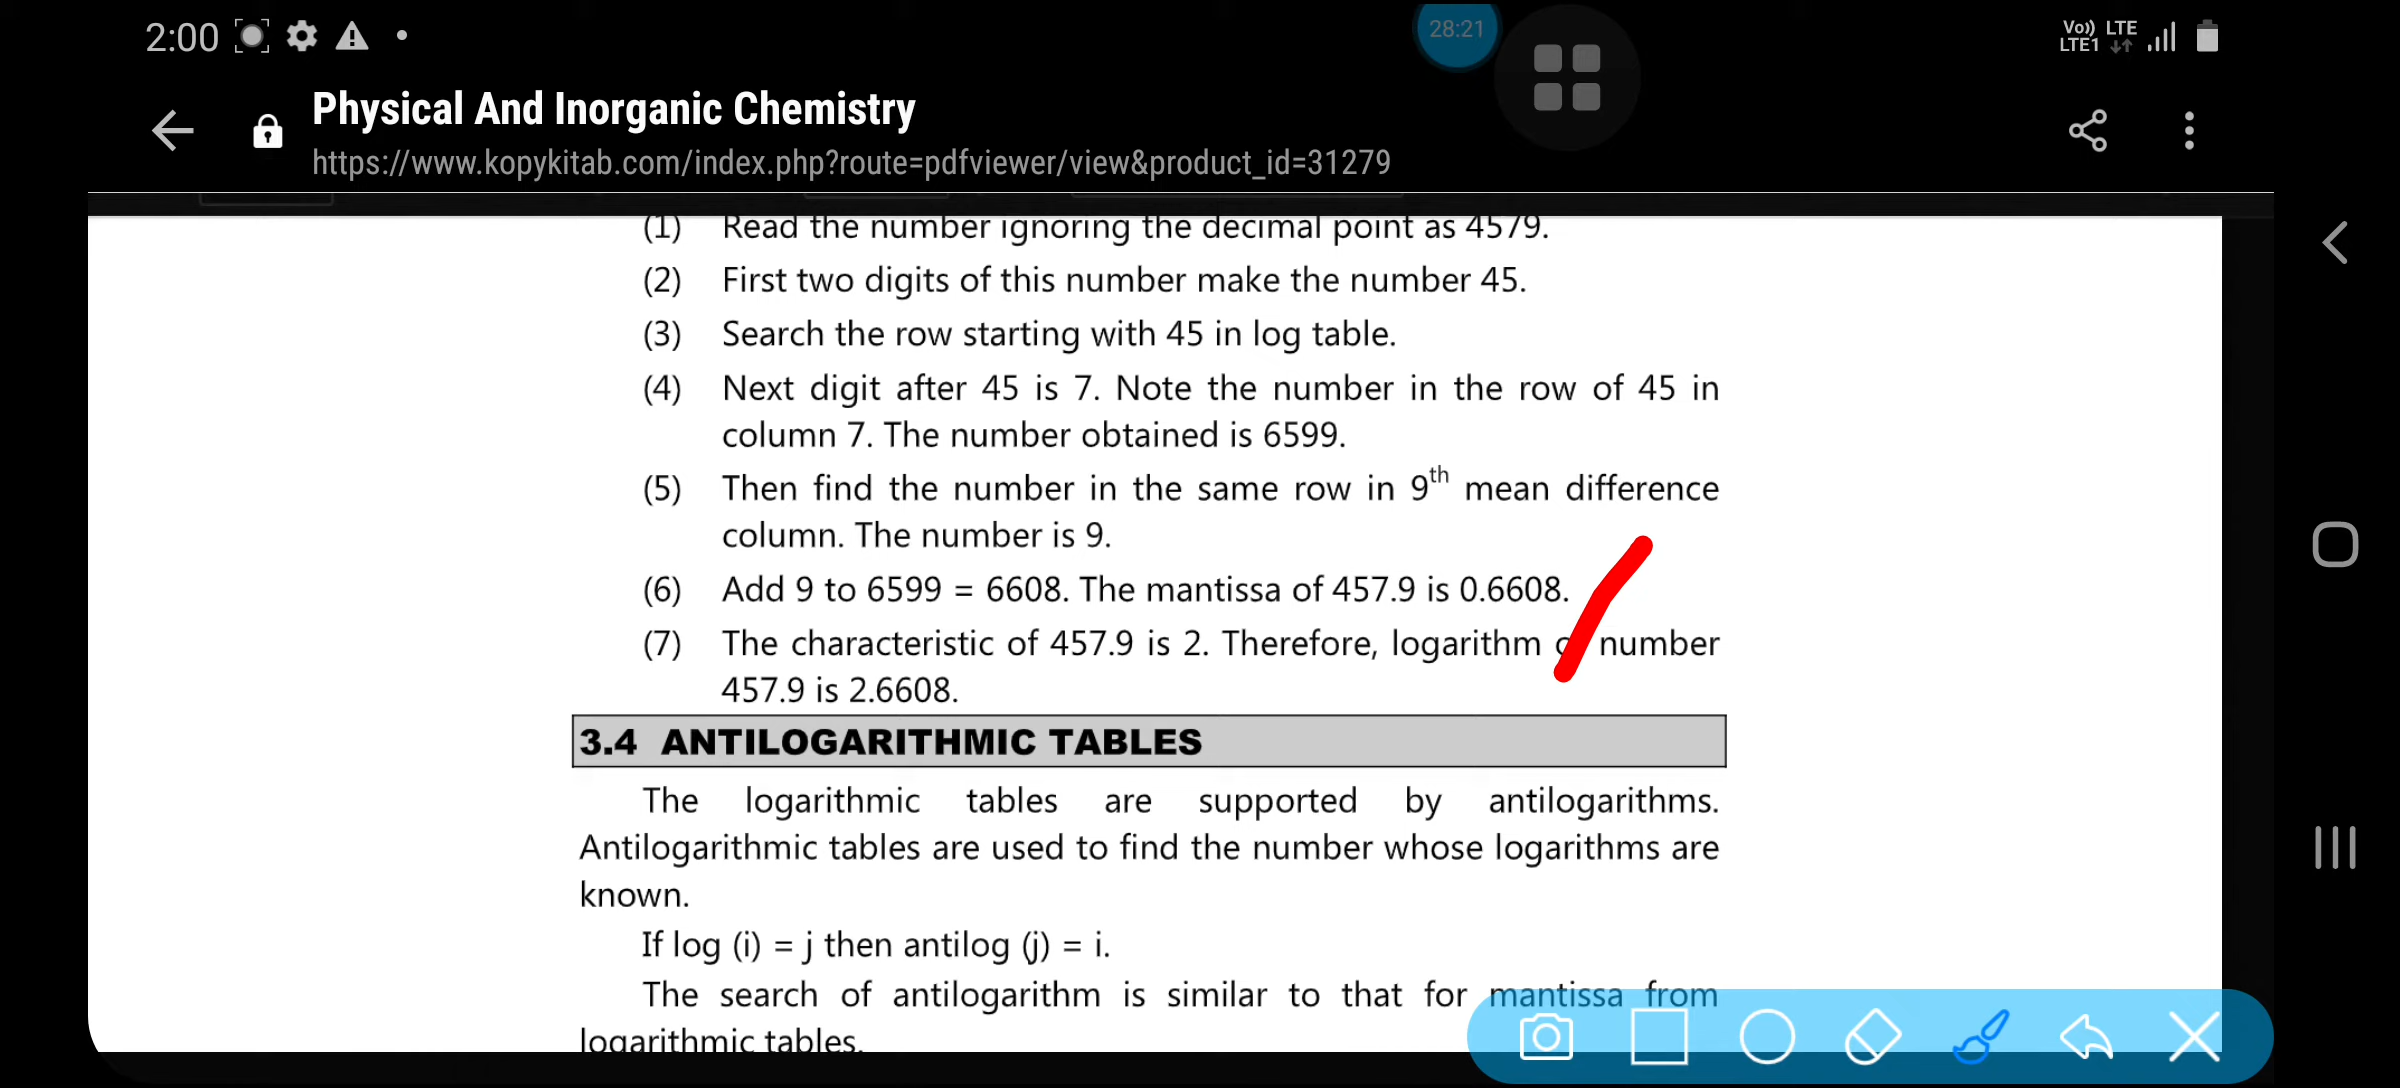 2:00
28:21
Vo)) LTE
LTE1
Physical And Inorganic Chemistry
https://www.kopykitab.com/index.php?route=pdfviewer/view&product_id=31279
(1) Read the number ignoring the decimal point as 4579.
(2) First two digits of this number make the number 45.
(3) Search the row starting with 45 in log table.
(4) Next digit after 45 is 7. Note the number in the row of 45 in
column 7. The number obtained is 6599.
(5) Then find the number in the same row in 9th mean difference
column. The number is 9.
(6) Add 9 to 6599 = 6608. The mantissa of 457.9 is 0.6608.
(7) The characteristic of 457.9 is 2. Therefore, logarithm number
457.9 is 2.6608.
3.4 ANTILOGARITHMIC TABLES
The logarithmic tables are supported by antilogarithms.
Antilogarithmic tables are used to find the number whose logarithms are
known.
If log (i) = j then antilog (j) = i.
The search of antilogarithm is similar to that for mantissa from
logarithmic tables.